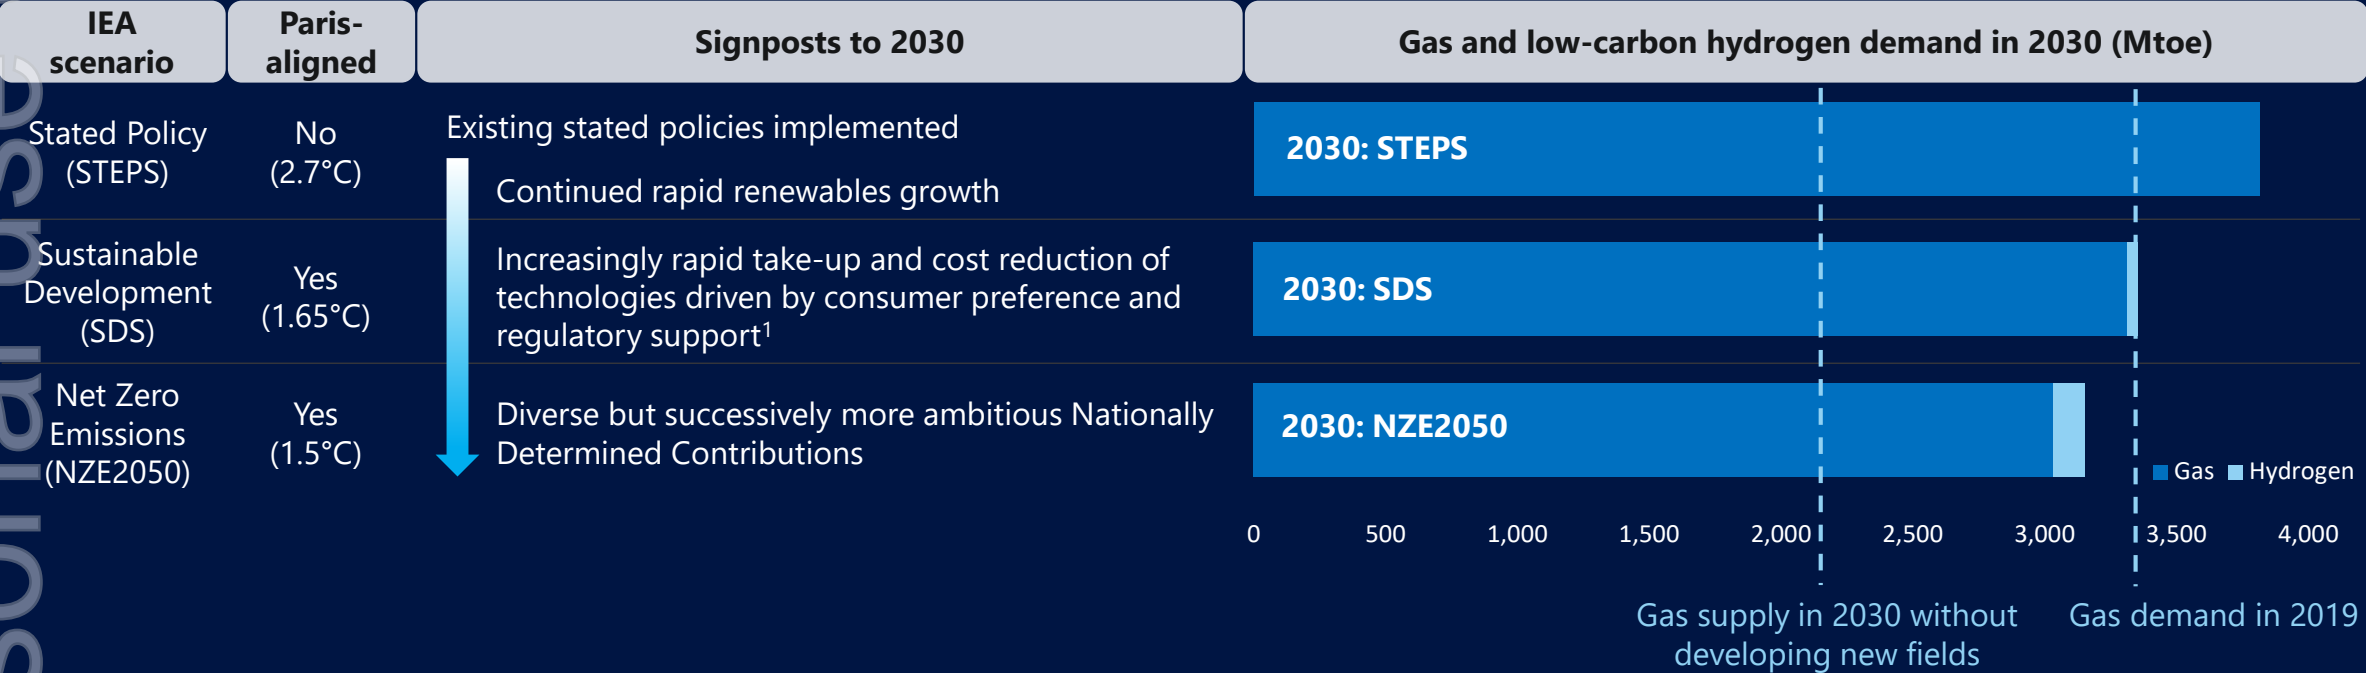 IEA
scenario
Paris-
aligned
Signposts to 2030
Gas and low-carbon hydrogen demand in 2030 (Mtoe)
Stated Policy
(STEPS)
No
(2.7°C)
Existing stated policies implemented
Continued rapid renewables growth
2030: STEPS
Sustainable
Development
(SDS)
Yes
(1.65°C)
Increasingly rapid take-up and cost reduction of
technologies driven by consumer preference and
regulatory support¹
2030: SDS
Net Zero
Emissions
(NZE2050)
Yes
(1.5°C)
Diverse but successively more ambitious Nationally
Determined Contributions
2030: NZE2050
Gas Hydrogen
0 500 1,000 1,500 2,000 2,500 3,000 3,500 4,000
Gas supply in 2030 without
developing new fields
Gas demand in 2019
sonal use